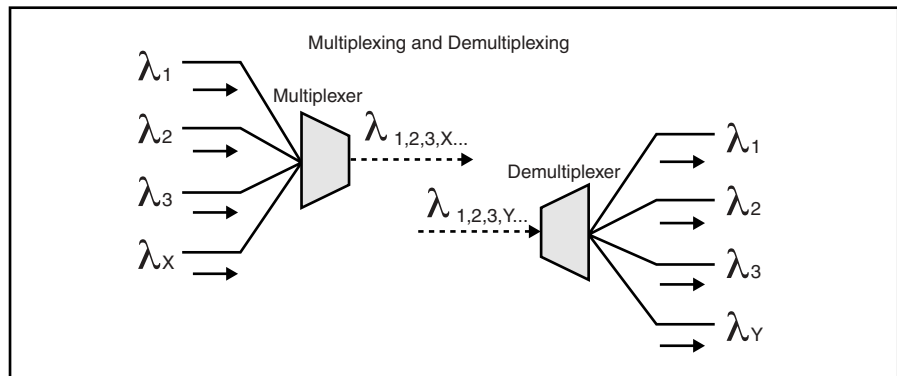 Multiplexing and Demultiplexing
λ1
λ2
λ3
λX
Multiplexer
λ 1,2,3,X...
λ 1,2,3,Y...
Demultiplexer
λ1
λ2
λ3
λY